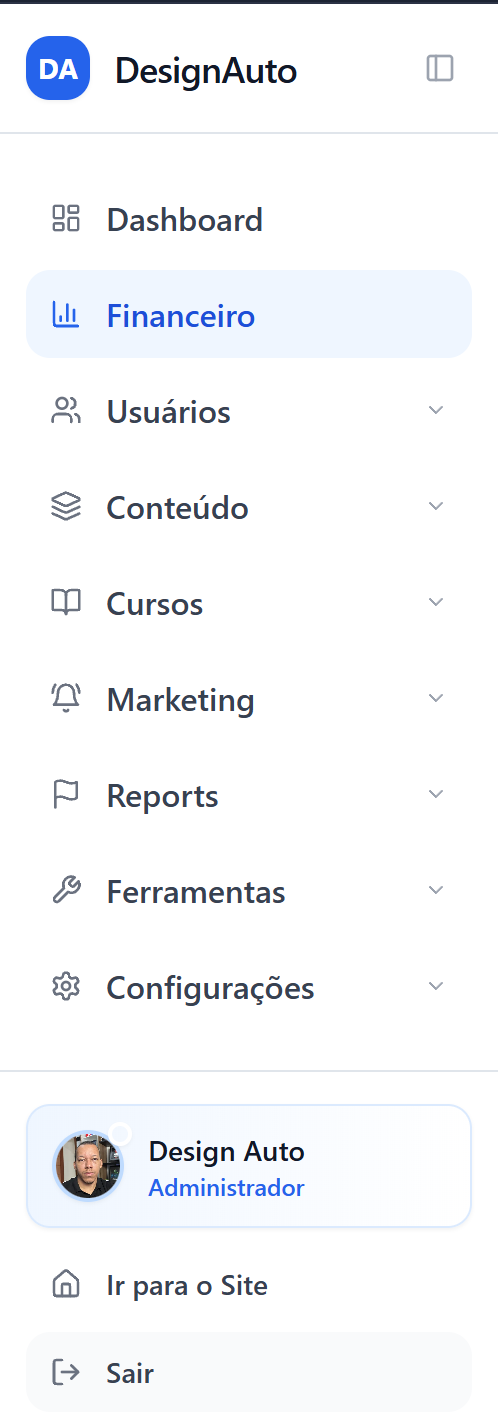 DA
DesignAuto
Dashboard
Financeiro
Usuários
Conteúdo
Cursos
Marketing
Reports
Ferramentas
Configurações
Design Auto
Administrador
Ir para o Site
Sair